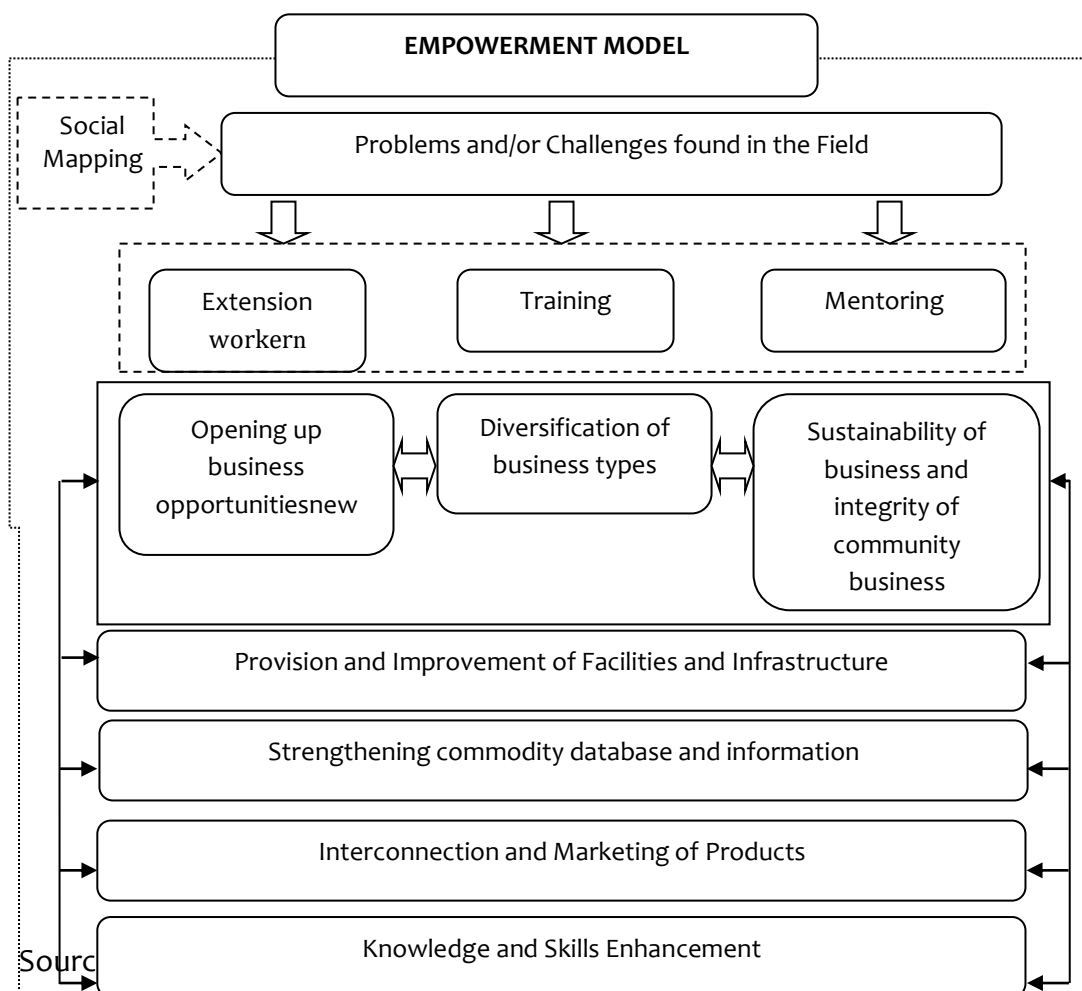 EMPOWERMENT MODEL
Social
Mapping
Problems and/or Challenges found in the Field
Extension
workern
Training
Mentoring
Opening up
business
opportunitiesnew
Diversification of
business types
Sustainability of
business and
integrity of
community
business
Provision and Improvement of Facilities and Infrastructure
Strengthening commodity database and information
Interconnection and Marketing of Products
Knowledge and Skills Enhancement
Sourc